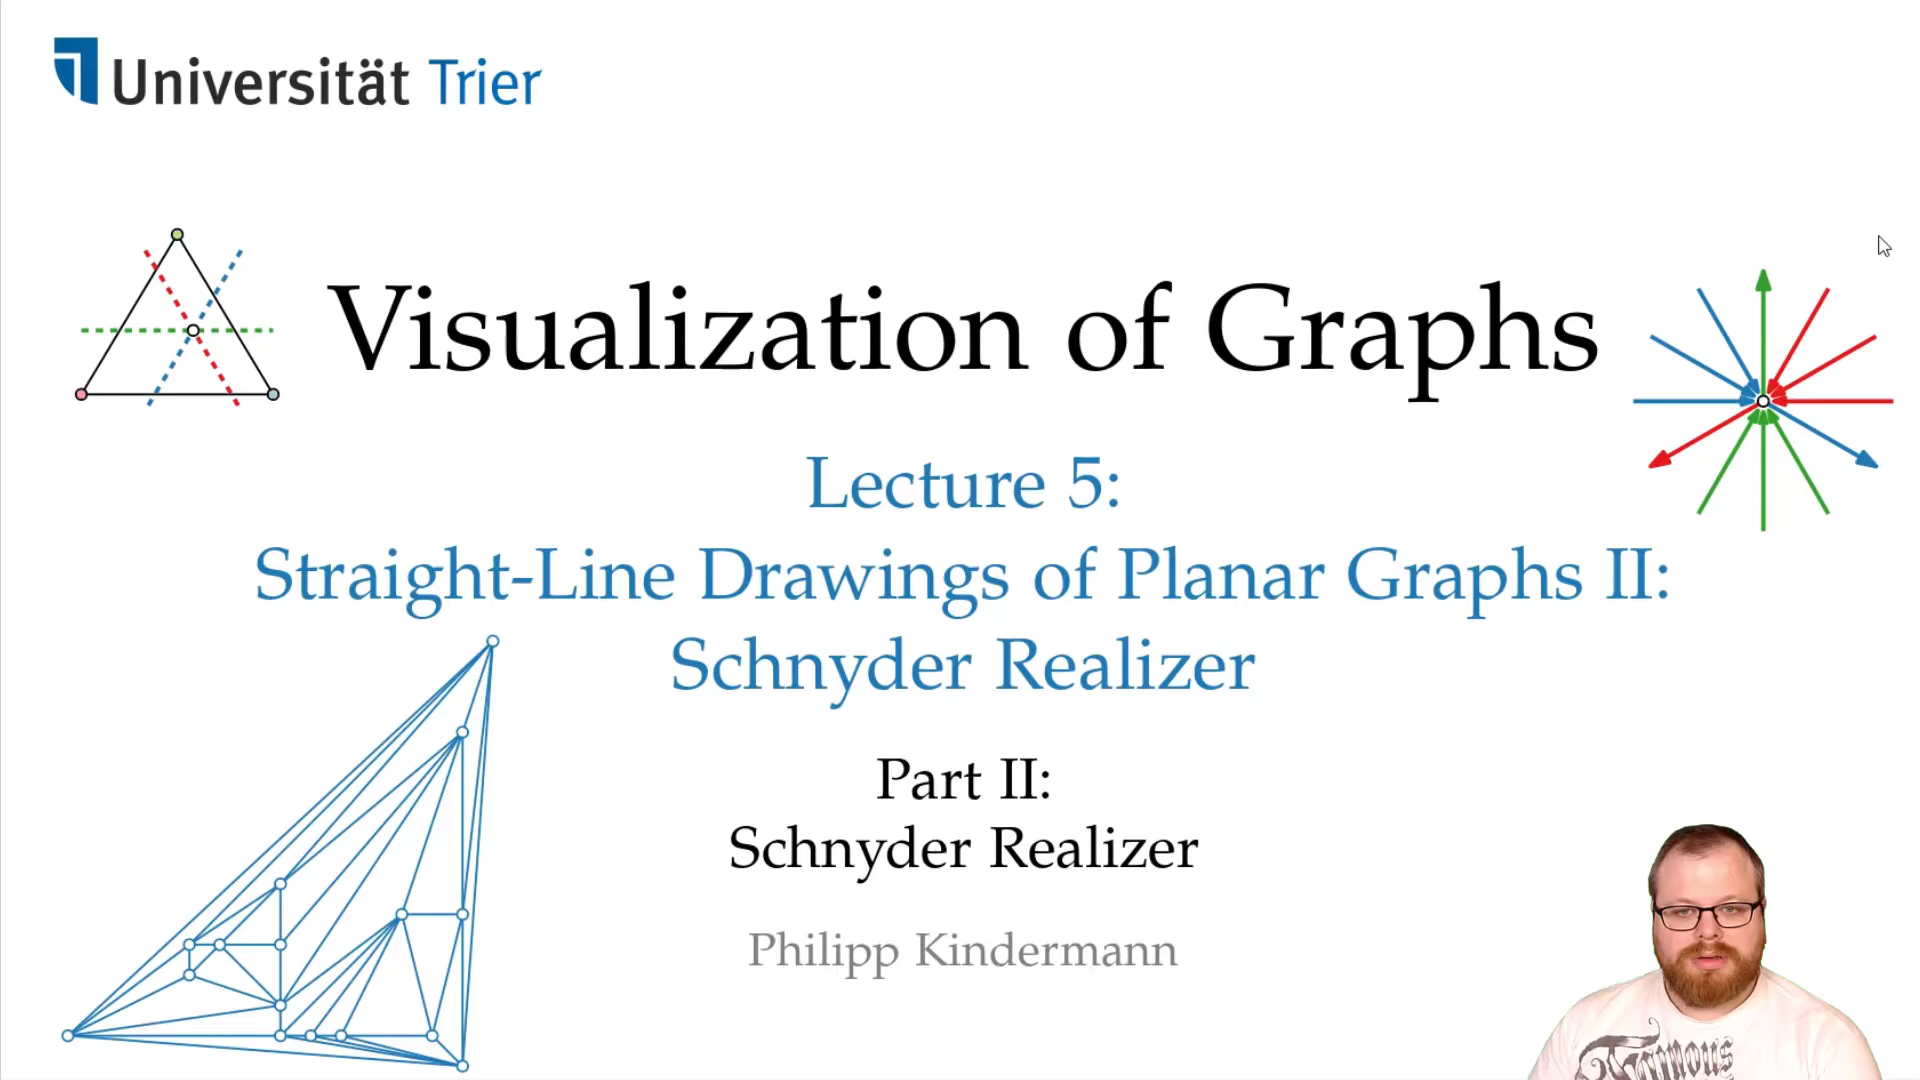 Universität Trier
Visualization of Graphs
Lecture 5:
Straight-Line Drawings of Planar Graphs II:
Schnyder Realizer
Part II:
Schnyder Realizer
Philipp Kindermann
Famous